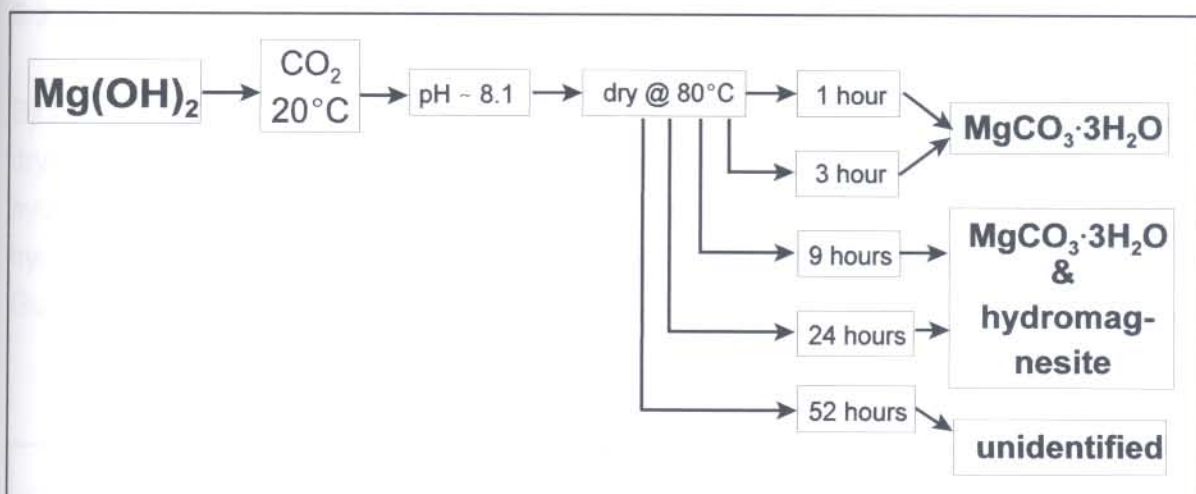 Mg(OH)₂
CO₂
20°C
pH ~ 8.1
dry @ 80°C
1 hour
3 hour
9 hours
24 hours
52 hours
MgCO₃·3H₂O
MgCO₃·3H₂O
&
hydromag-
nesite
unidentified